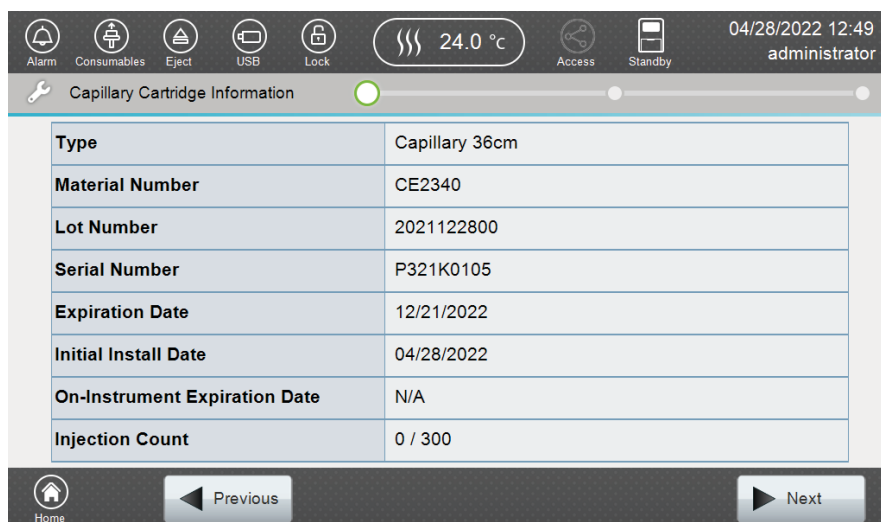 Alarm Consumables Eject USB Lock 24.0 °c Access Standby 04/28/2022 12:49
administrator
Capillary Cartridge Information
Type Capillary 36cm
Material Number CE2340
Lot Number 2021122800
Serial Number P321K0105
Expiration Date 12/21/2022
Initial Install Date 04/28/2022
On-Instrument Expiration Date N/A
Injection Count 0 / 300
Home Previous Next